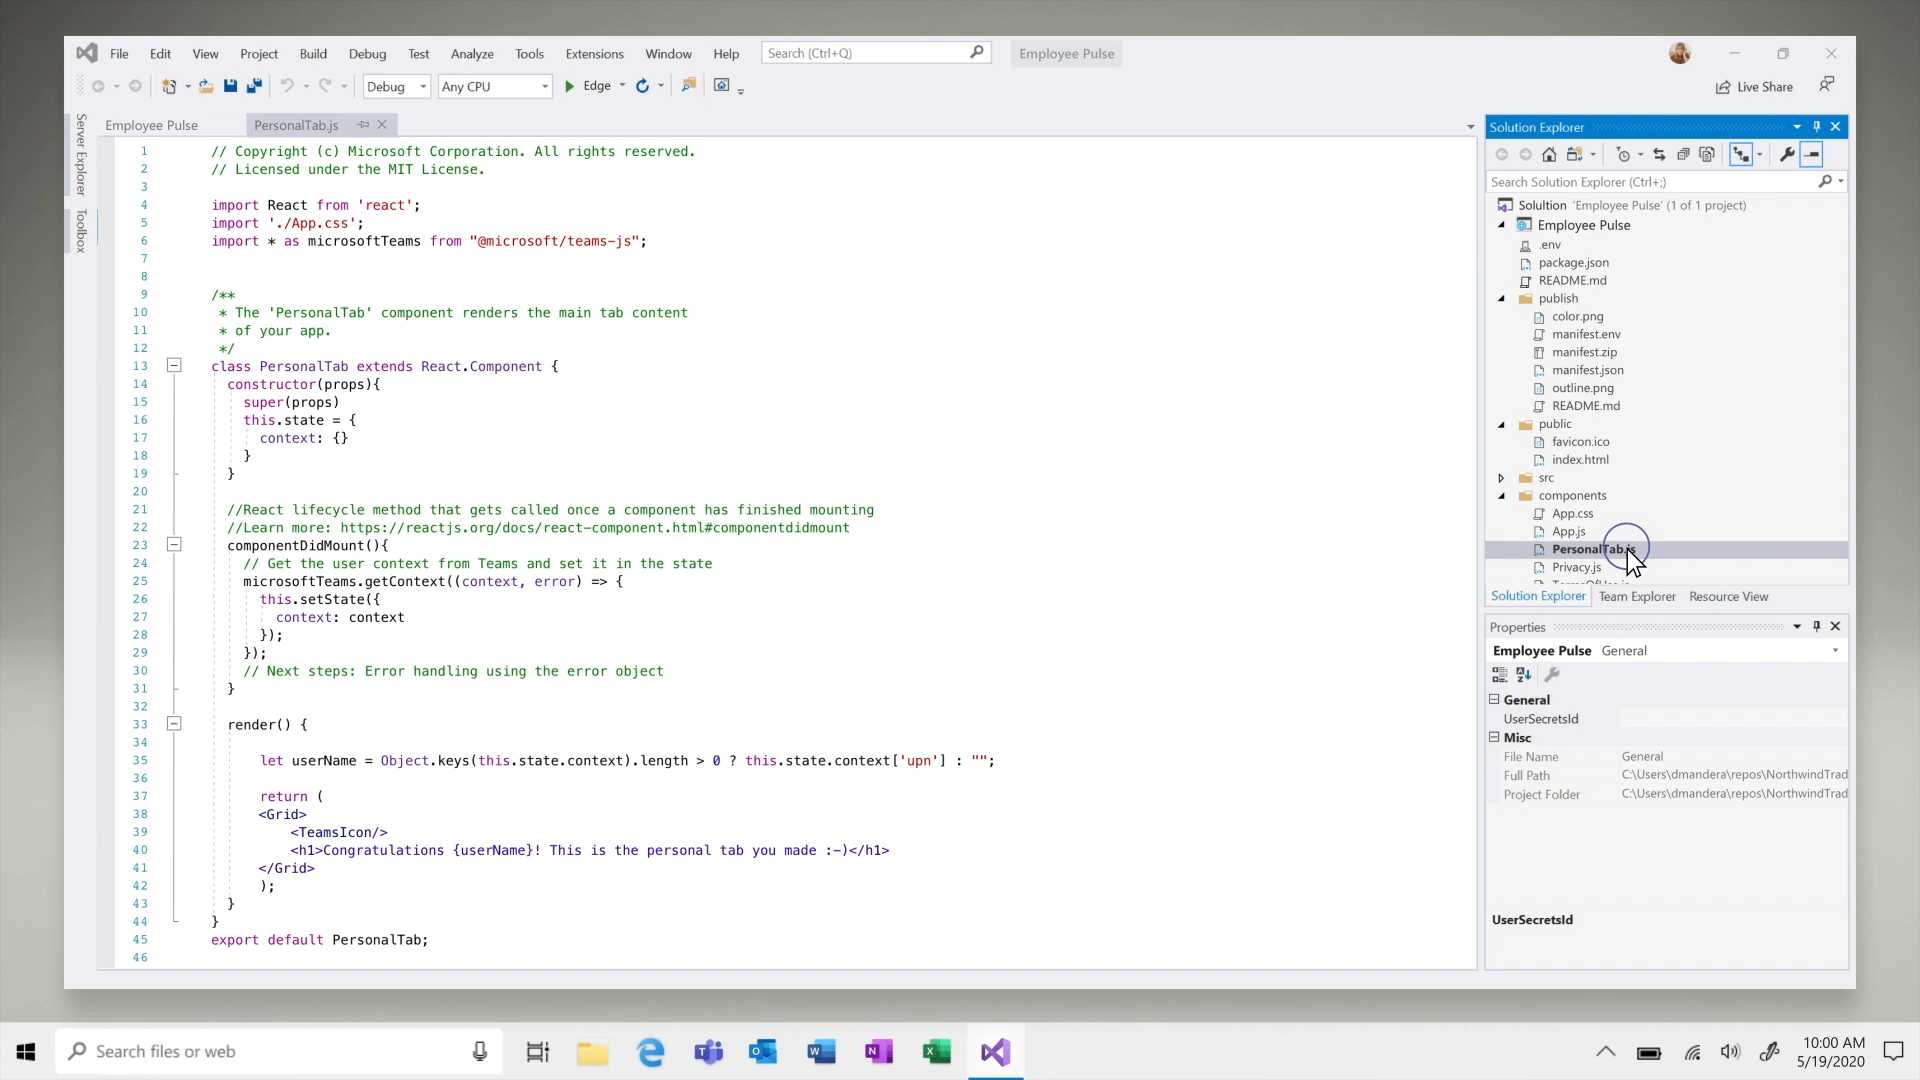 File Edit View Project Build Debug Test Analyze Tools Extensions Window Help Search (Ctrl+Q) Employee Pulse
Debug Any CPU Edge Live Share
Server Explorer
Toolbox
Employee Pulse PersonalTab.js
1 // Copyright (c) Microsoft Corporation. All rights reserved.
2 // Licensed under the MIT License.
3
4 import React from 'react';
5 import './App.css';
6 import * as microsoftTeams from "@microsoft/teams-js";
7
8
9 /**
10 * The 'PersonalTab' component renders the main tab content
11 * of your app.
12 */
13 class PersonalTab extends React.Component {
14 constructor(props){
15 super(props)
16 this.state = {
17 context: {}
18 }
19 }
20
21 //React lifecycle method that gets called once a component has finished mounting
22 //Learn more: https://reactjs.org/docs/react-component.html#componentdidmount
23 componentDidMount(){
24 // Get the user context from Teams and set it in the state
25 microsoftTeams.getContext((context, error) => {
26 this.setState({
27 context: context
28 });
29 });
30 // Next steps: Error handling using the error object
31 }
32
33 render() {
34
35 let userName = Object.keys(this.state.context).length > 0 ? this.state.context['upn'] : "";
36
37 return (
38 <Grid>
39 <TeamsIcon/>
40 <h1>Congratulations {userName}! This is the personal tab you made :-)</h1>
41 </Grid>
42 );
43 }
44 }
45 export default PersonalTab;
46
Solution Explorer
Search Solution Explorer (Ctrl+;)
Solution 'Employee Pulse' (1 of 1 project)
Employee Pulse
.env
package.json
README.md
publish
color.png
manifest.env
manifest.zip
manifest.json
outline.png
README.md
public
favicon.ico
index.html
src
components
App.css
App.js
PersonalTab.js
Privacy.js
Solution Explorer Team Explorer Resource View
Properties
Employee Pulse General
General
UserSecretsId
Misc
File Name General
Full Path C:\Users\dmandera\repos\NorthwindTrad
Project Folder C:\Users\dmandera\repos\NorthwindTrad
UserSecretsId
Search files or web
10:00 AM
5/19/2020